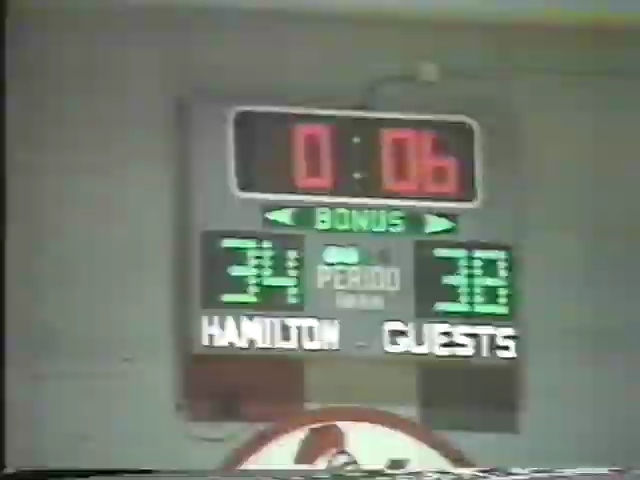 0:06
◀ BONUS ▶
34 38
PERIOD
HAMILTON - GUESTS